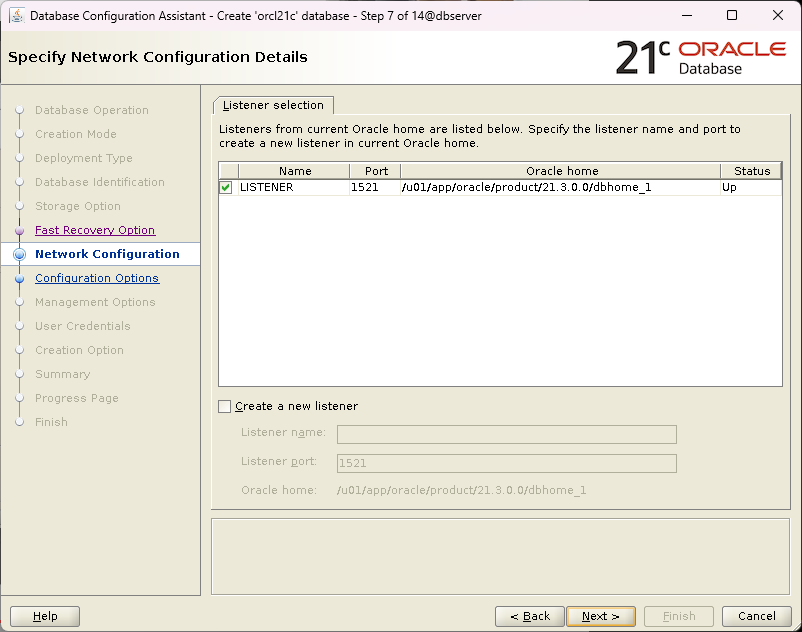 Database Configuration Assistant - Create 'orcl21c' database - Step 7 of 14@dbserver
Specify Network Configuration Details
21c ORACLE
Database
Database Operation
Creation Mode
Deployment Type
Database Identification
Storage Option
Fast Recovery Option
Network Configuration
Configuration Options
Management Options
User Credentials
Creation Option
Summary
Progress Page
Finish
Listener selection
Listeners from current Oracle home are listed below. Specify the listener name and port to
create a new listener in current Oracle home.
Name Port Oracle home Status
LISTENER 1521 /u01/app/oracle/product/21.3.0.0/dbhome_1 Up
Create a new listener
Listener name:
Listener port: 1521
Oracle home: /u01/app/oracle/product/21.3.0.0/dbhome_1
Help < Back Next > Finish Cancel